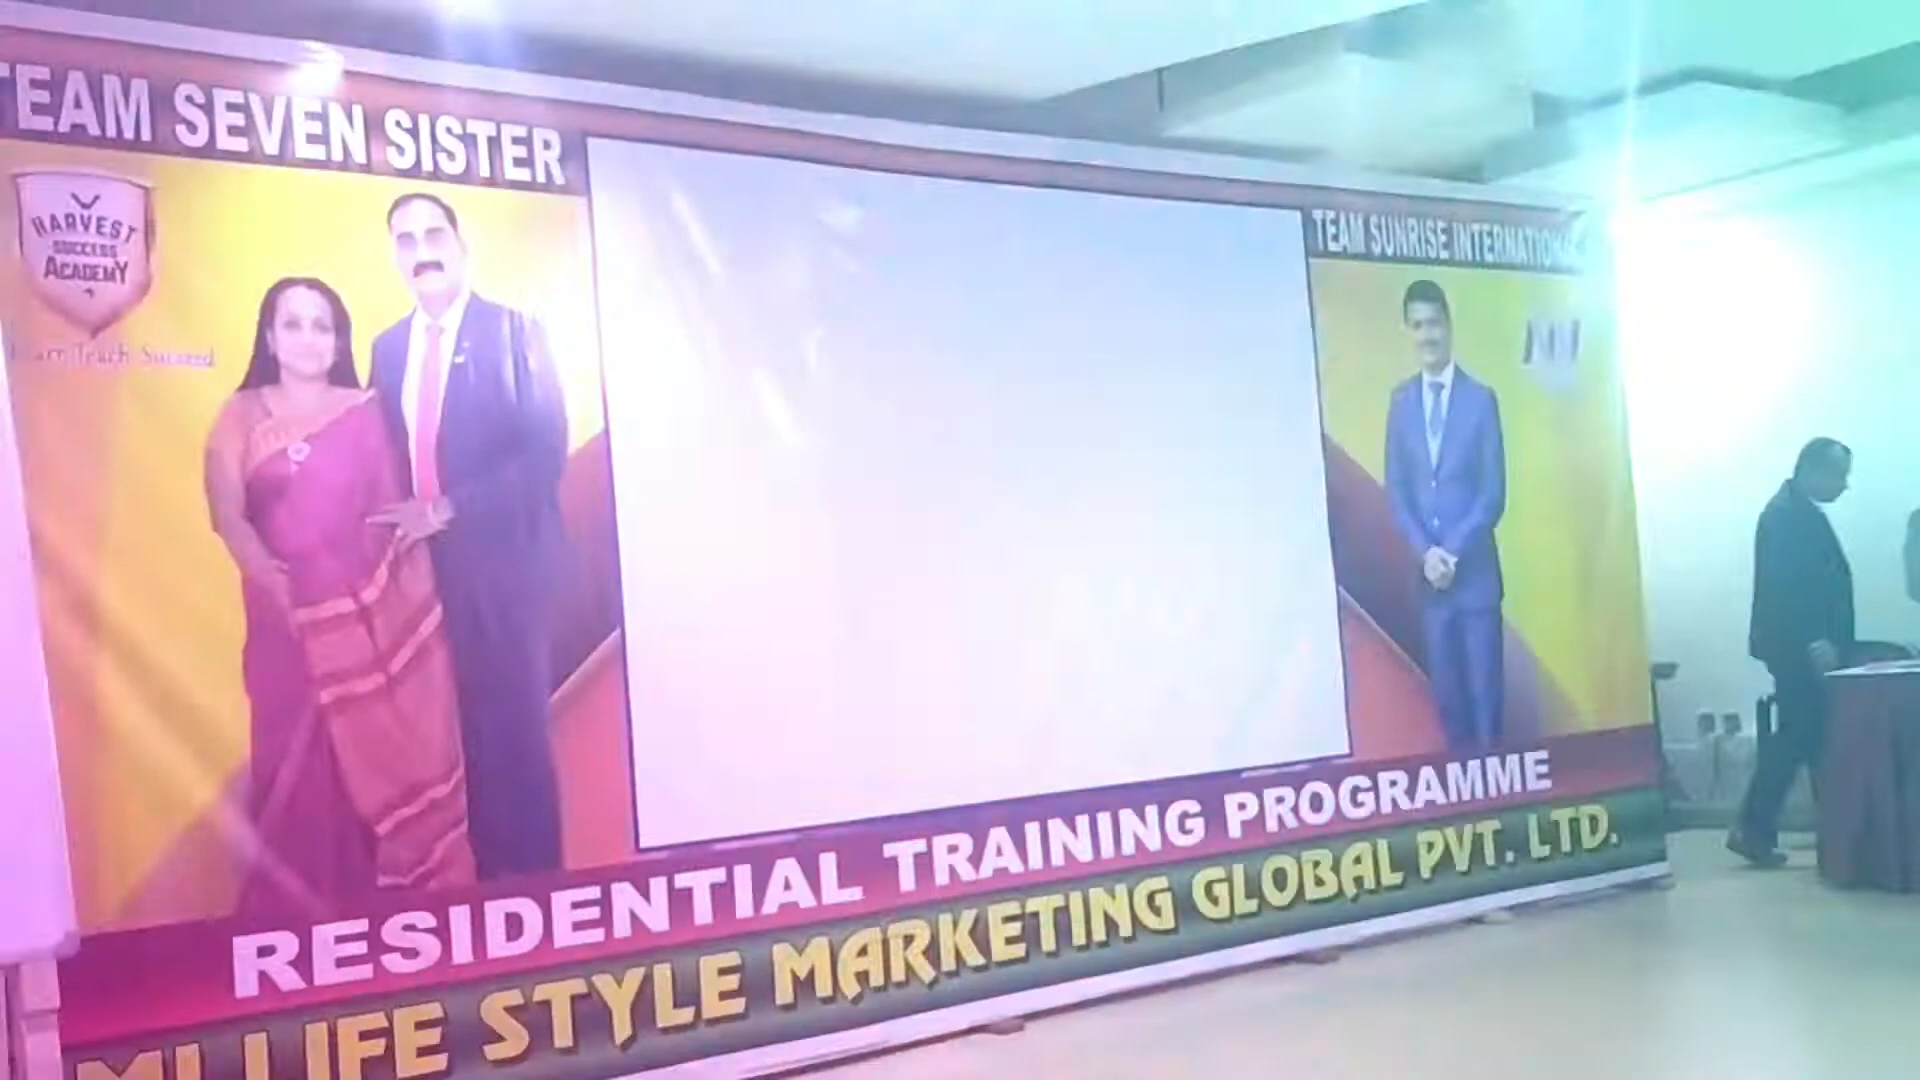 TEAM SEVEN SISTER
HARVEST
SUCCESS
ACADEMY
Learn Teach Succeed
TEAM SUNRISE INTERNATIONAL
RESIDENTIAL TRAINING PROGRAMME
MI LIFE STYLE MARKETING GLOBAL PVT. LTD.